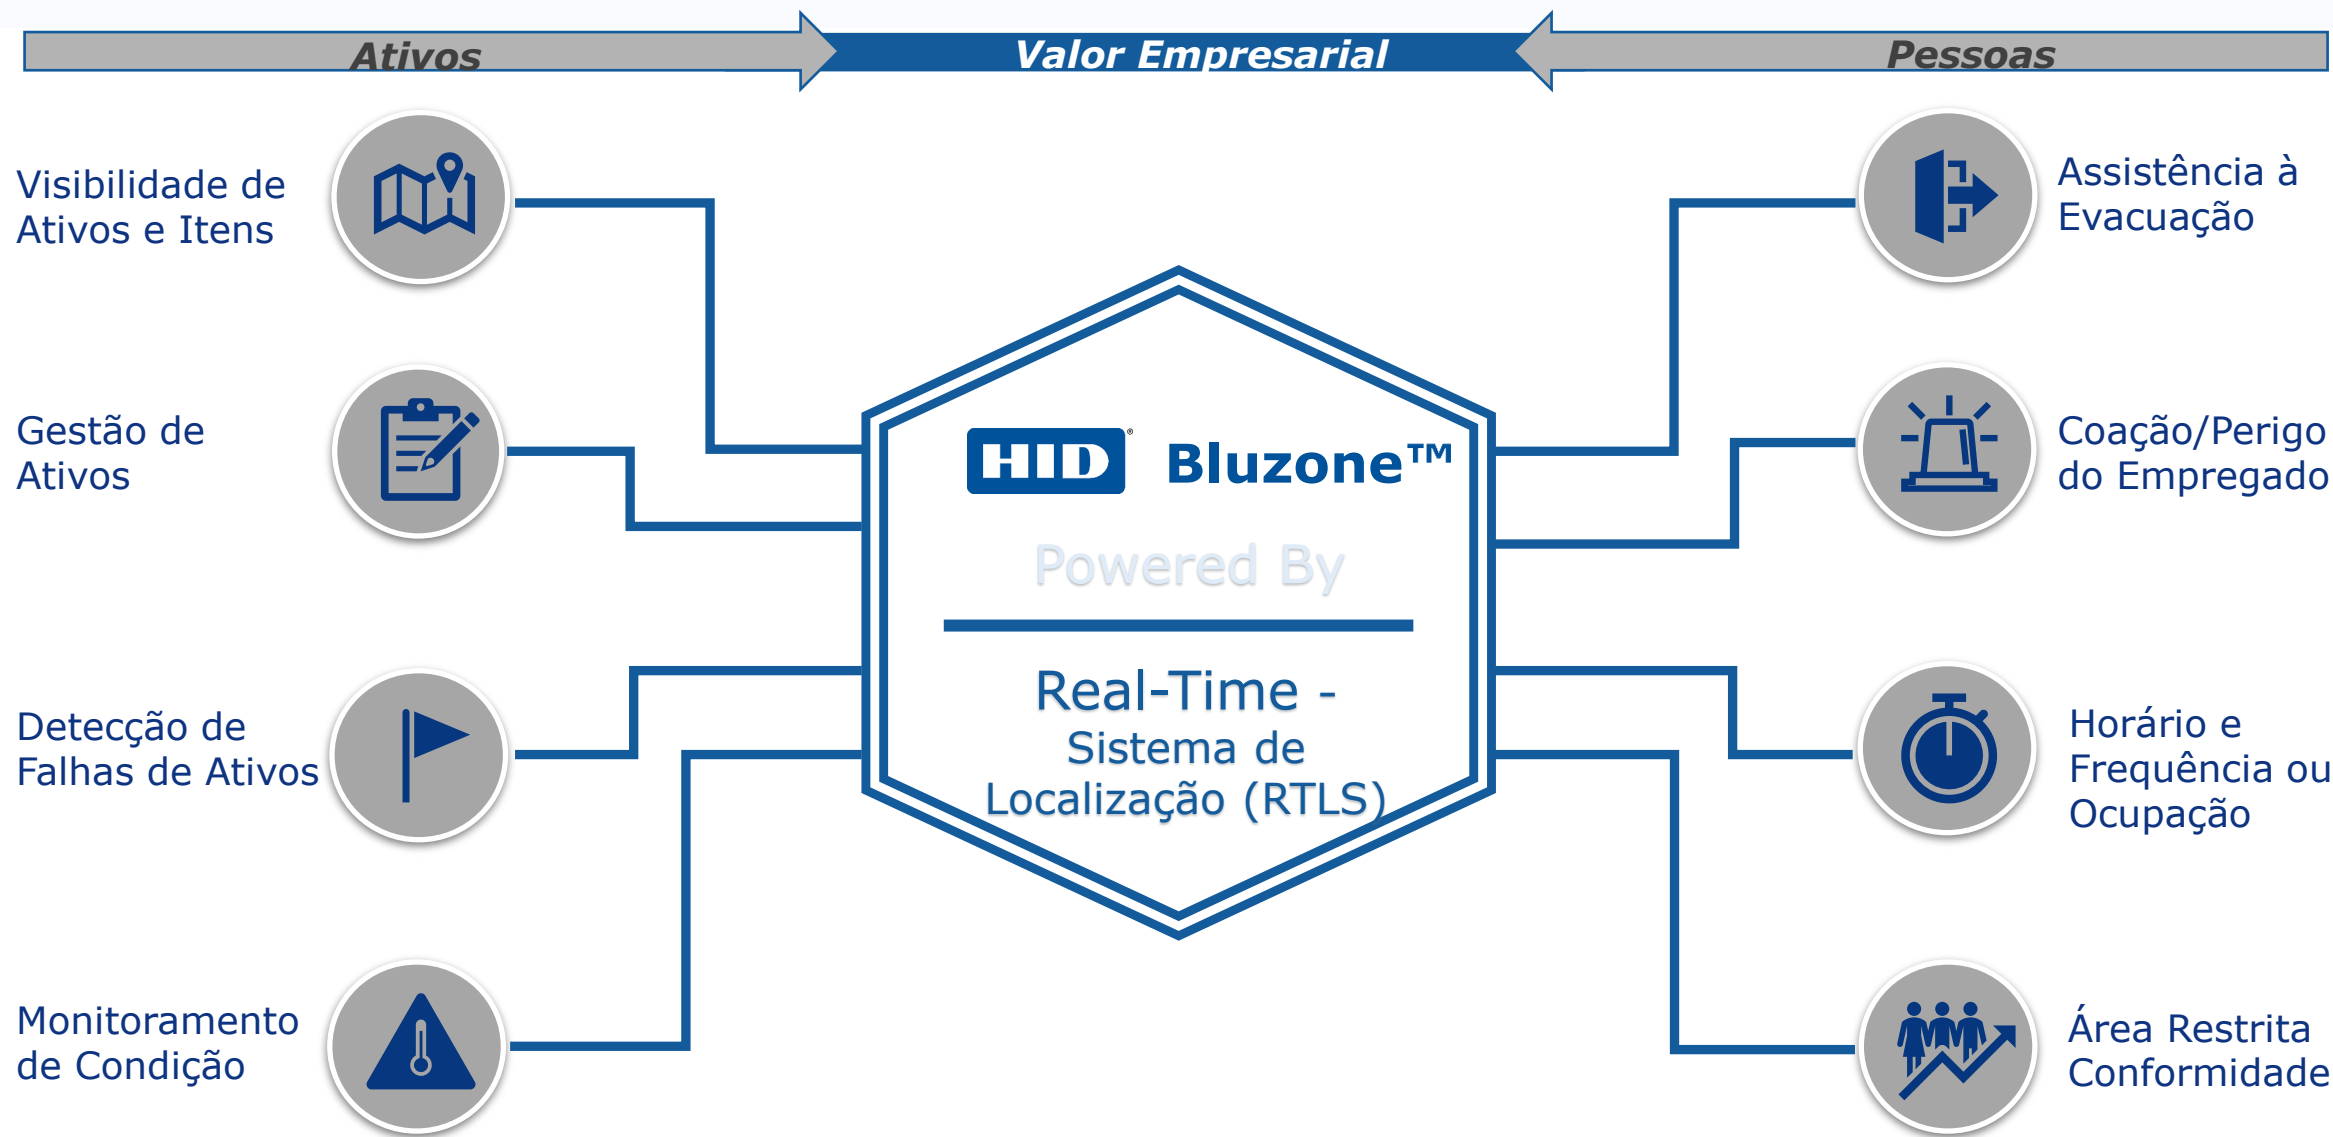 Ativos
Valor Empresarial
Pessoas
Visibilidade de
Ativos e Itens
Gestão de
Ativos
Detecção de
Falhas de Ativos
Monitoramento
de Condição
HID® Bluzone™
Powered By
Real-Time -
Sistema de
Localização (RTLS)
Assistência à
Evacuação
Coação/Perigo
do Empregado
Horário e
Frequência ou
Ocupação
Área Restrita
Conformidade